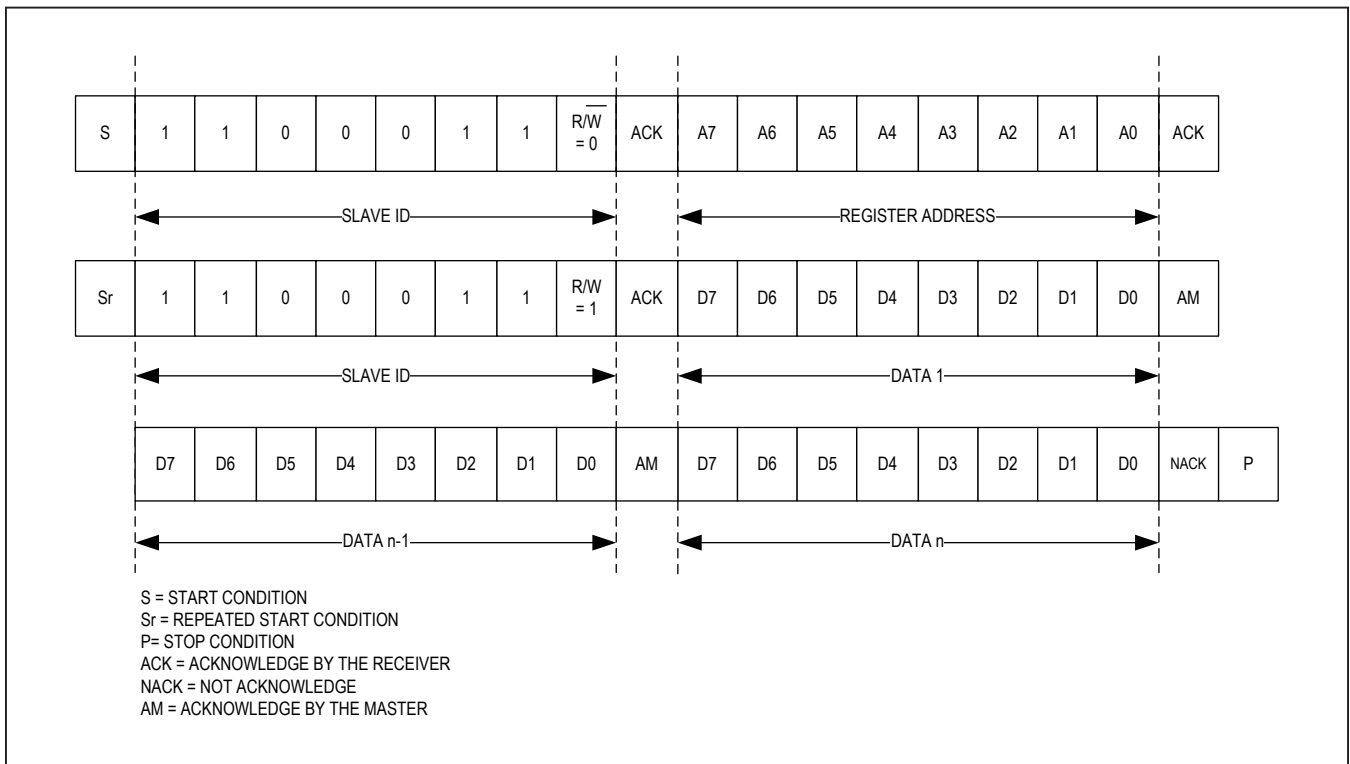 S 1 1 0 0 0 1 1 R/W̅ = 0 ACK A7 A6 A5 A4 A3 A2 A1 A0 ACK
SLAVE ID REGISTER ADDRESS
Sr 1 1 0 0 0 1 1 R/W = 1 ACK D7 D6 D5 D4 D3 D2 D1 D0 AM
SLAVE ID DATA 1
D7 D6 D5 D4 D3 D2 D1 D0 AM D7 D6 D5 D4 D3 D2 D1 D0 NACK P
DATA n-1 DATA n
S = START CONDITION
Sr = REPEATED START CONDITION
P= STOP CONDITION
ACK = ACKNOWLEDGE BY THE RECEIVER
NACK = NOT ACKNOWLEDGE
AM = ACKNOWLEDGE BY THE MASTER